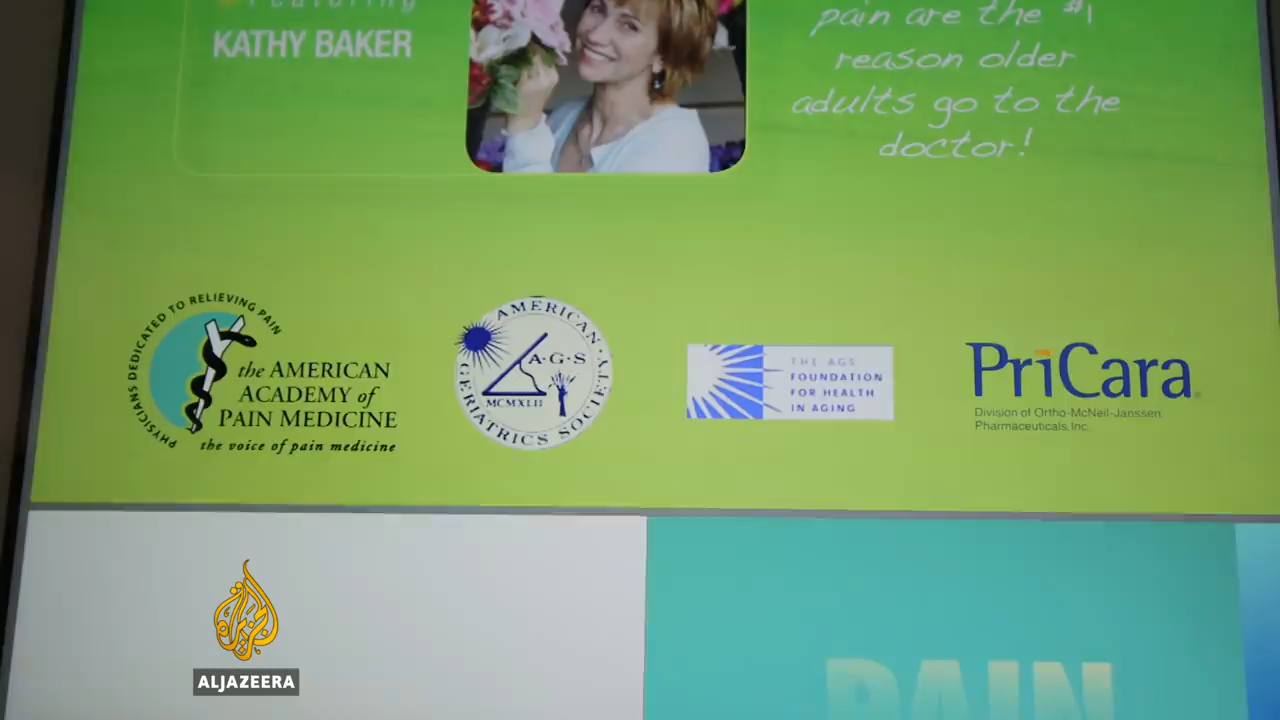 Featuring
KATHY BAKER
pain are the #1
reason older
adults go to the
doctor!
PHYSICIANS DEDICATED TO RELIEVING PAIN
the AMERICAN
ACADEMY of
PAIN MEDICINE
the voice of pain medicine
AMERICAN
GERIATRICS SOCIETY
A·G·S
MCMXLII
THE AGS
FOUNDATION
FOR HEALTH
IN AGING
PriCara
Division of Ortho-McNeil-Janssen
Pharmaceuticals, Inc.
الجزيرة
ALJAZEERA
PAIN